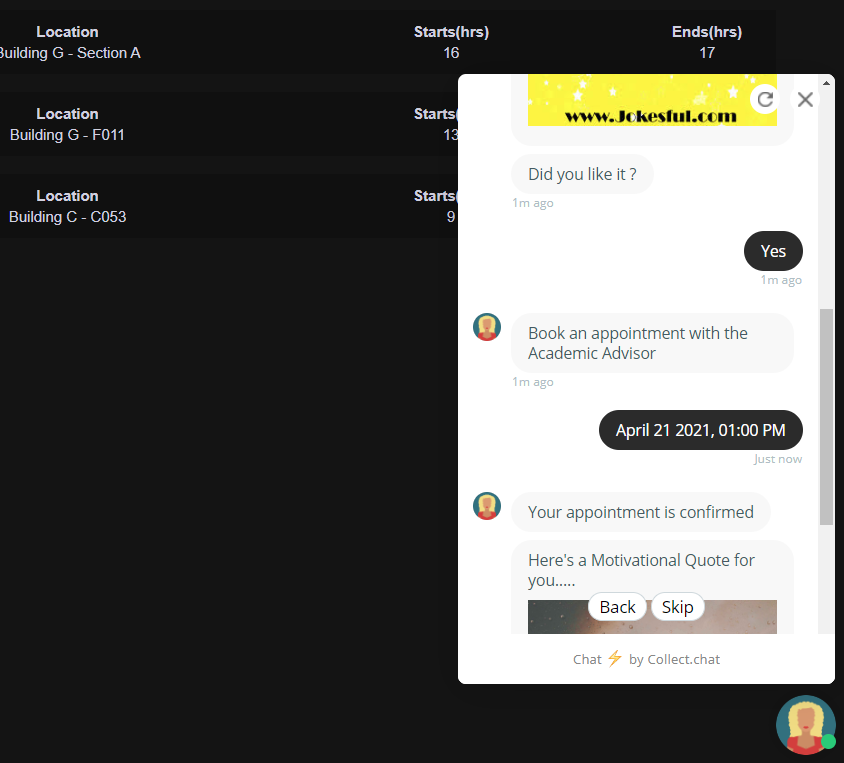 Location Starts(hrs) Ends(hrs)
Building G - Section A 16 17
Location Starts(
Building G - F011 13
Location Starts(
Building C - C053 9
www.Jokesful.com
Did you like it ?
1m ago
Yes
1m ago
Book an appointment with the
Academic Advisor
1m ago
April 21 2021, 01:00 PM
Just now
Your appointment is confirmed
Here's a Motivational Quote for
you.....
Back Skip
Chat ⚡ by Collect.chat